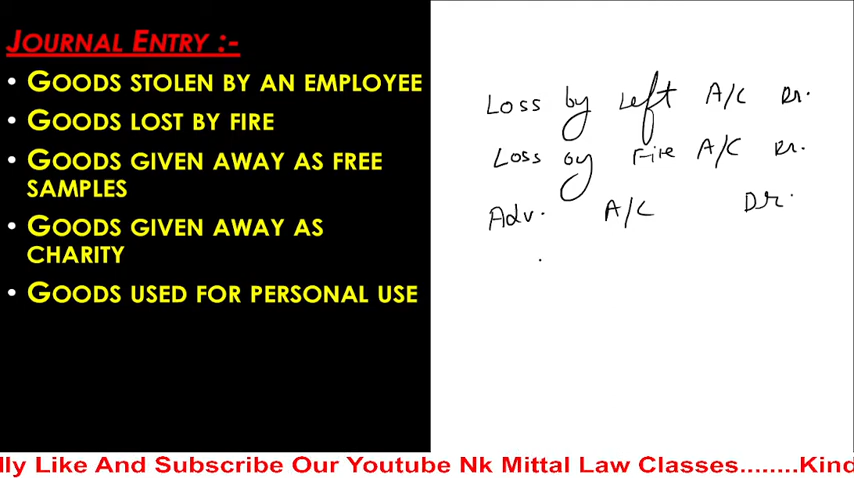 JOURNAL ENTRY :-
• GOODS STOLEN BY AN EMPLOYEE
• GOODS LOST BY FIRE
• GOODS GIVEN AWAY AS FREE
SAMPLES
• GOODS GIVEN AWAY AS
CHARITY
• GOODS USED FOR PERSONAL USE
Loss by Left A/C Dr.
Loss by Fire A/C Dr.
Adv. A/C Dr.
lly Like And Subscribe Our Youtube Nk Mittal Law Classes........Kind